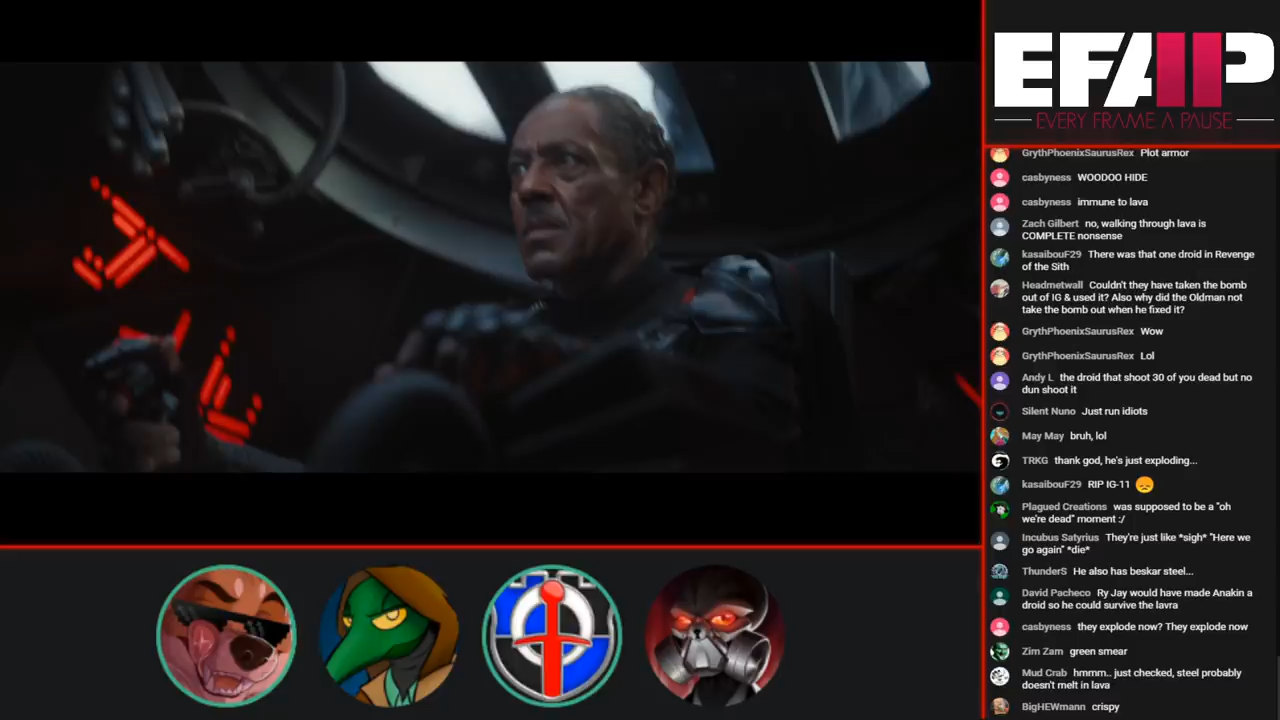 EFAP
EVERY FRAME A PAUSE
GrythPhoenixSaurusRex Plot armor
casbyness WOODOO HIDE
casbyness immune to lava
Zach Gilbert no, walking through lava is
COMPLETE nonsense
kasaibouF29 There was that one droid in Revenge
of the Sith
Headmetwall Couldn't they have taken the bomb
out of IG & used it? Also why did the Oldman not
take the bomb out when he fixed it?
GrythPhoenixSaurusRex Wow
GrythPhoenixSaurusRex Lol
Andy L the droid that shoot 30 of you dead but no
dun shoot it
Silent Nuno Just run idiots
May May bruh, lol
TRKG thank god, he's just exploding...
kasaibouF29 RIP IG-11 😞
Plagued Creations was supposed to be a "oh
we're dead" moment :/
Incubus Satyrius They're just like *sigh* "Here we
go again" *die*
ThunderS He also has beskar steel...
David Pacheco Ry Jay would have made Anakin a
droid so he could survive the lavra
casbyness they explode now? They explode now
Zim Zam green smear
Mud Crab hmmm.. just checked, steel probably
doesn't melt in lava
BigHEWmann crispy